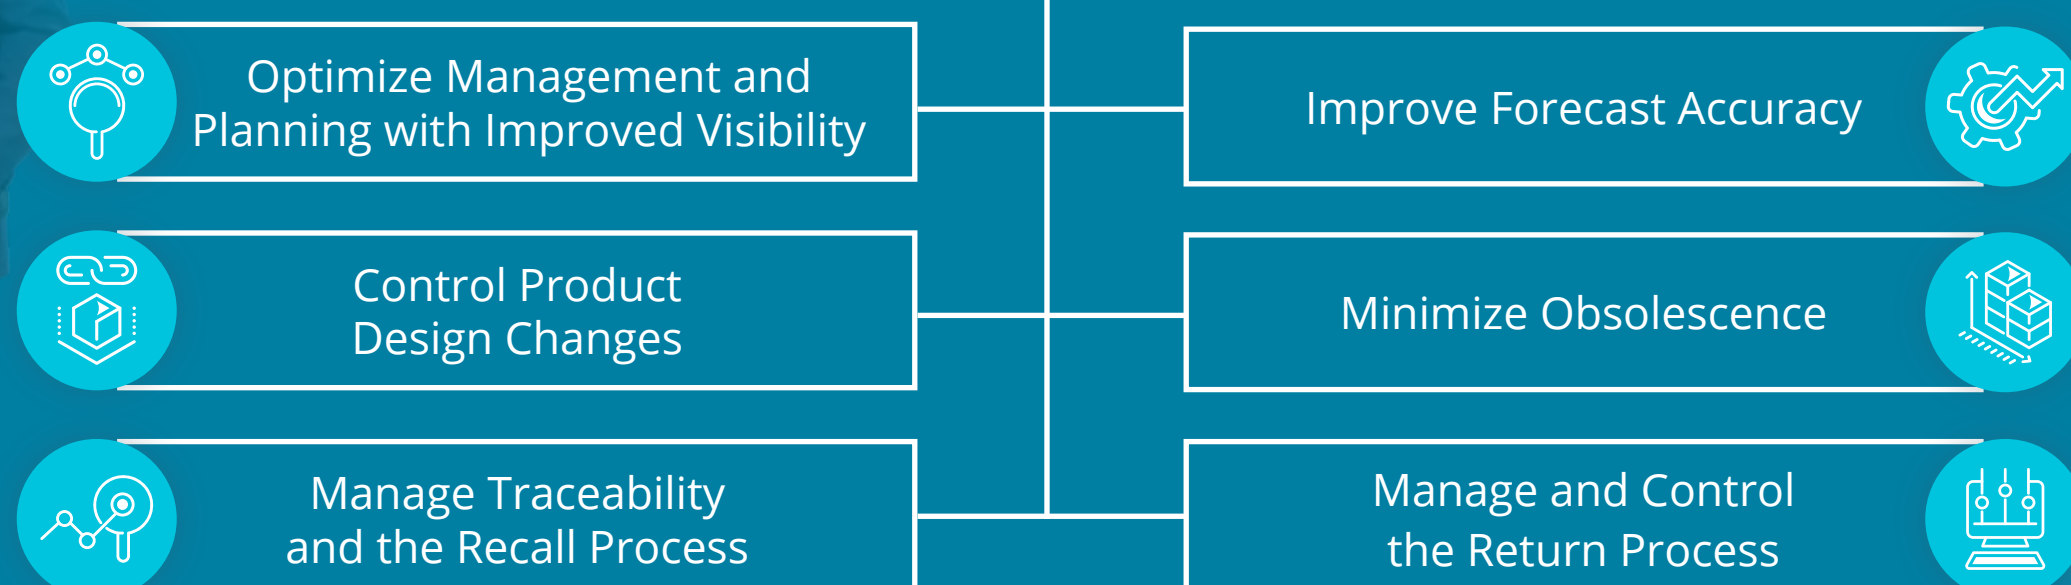 Optimize Management and
Planning with Improved Visibility
Improve Forecast Accuracy
Control Product
Design Changes
Minimize Obsolescence
Manage Traceability
and the Recall Process
Manage and Control
the Return Process